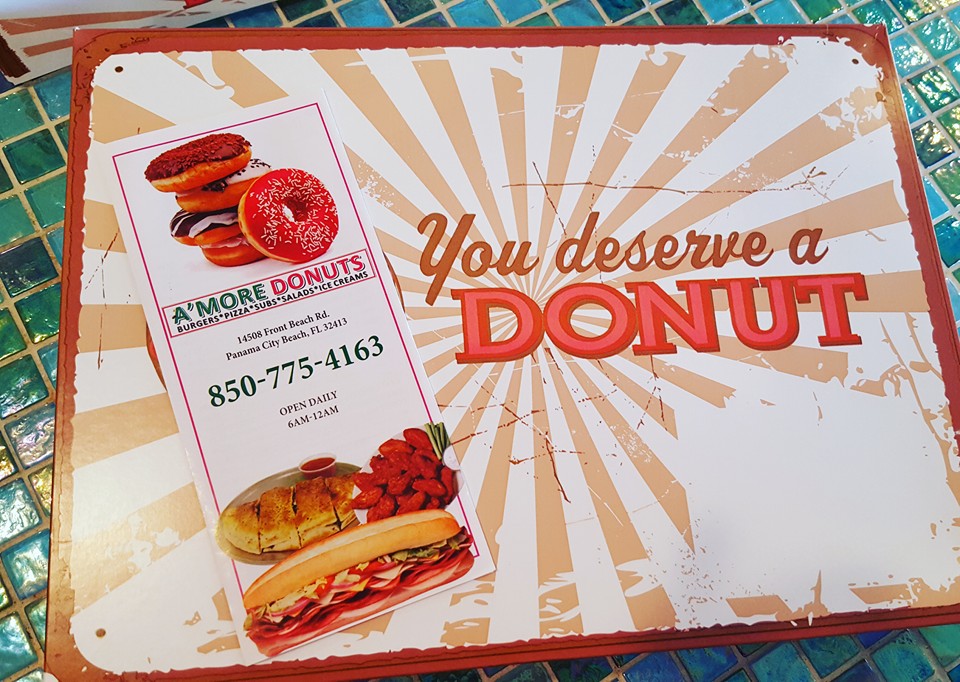 A'MORE DONUTS
BURGERS*PIZZA*SUBS*SALADS*ICE CREAMS
14508 Front Beach Rd.
Panama City Beach, FL 32413
850-775-4163
OPEN DAILY
6AM-12AM
You deserve a
DONUT